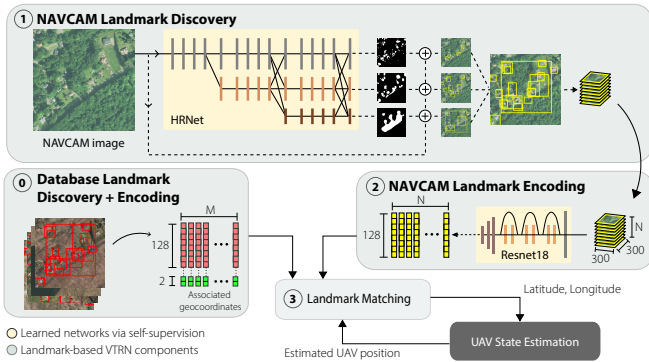 1 NAVCAM Landmark Discovery
HRNet
NAVCAM image
0 Database Landmark
Discovery + Encoding
M
128
2
Associated
geocoordinates
2 NAVCAM Landmark Encoding
N
128
Resnet18
N
300
300
3 Landmark Matching
Latitude, Longitude
UAV State Estimation
Estimated UAV position
Learned networks via self-supervision
Landmark-based VTRN components